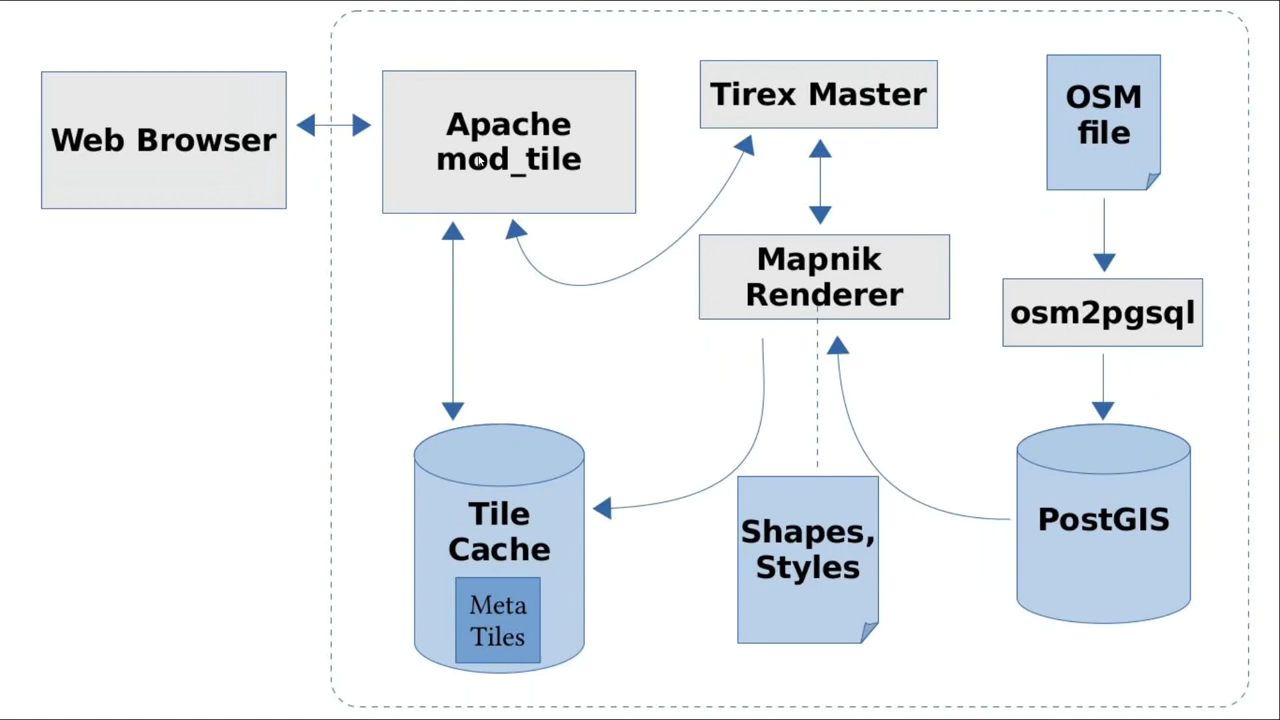 Web Browser
Apache
mod_tile
Tirex Master
OSM
file
Mapnik
Renderer
osm2pgsql
Tile
Cache
Meta
Tiles
Shapes,
Styles
PostGIS